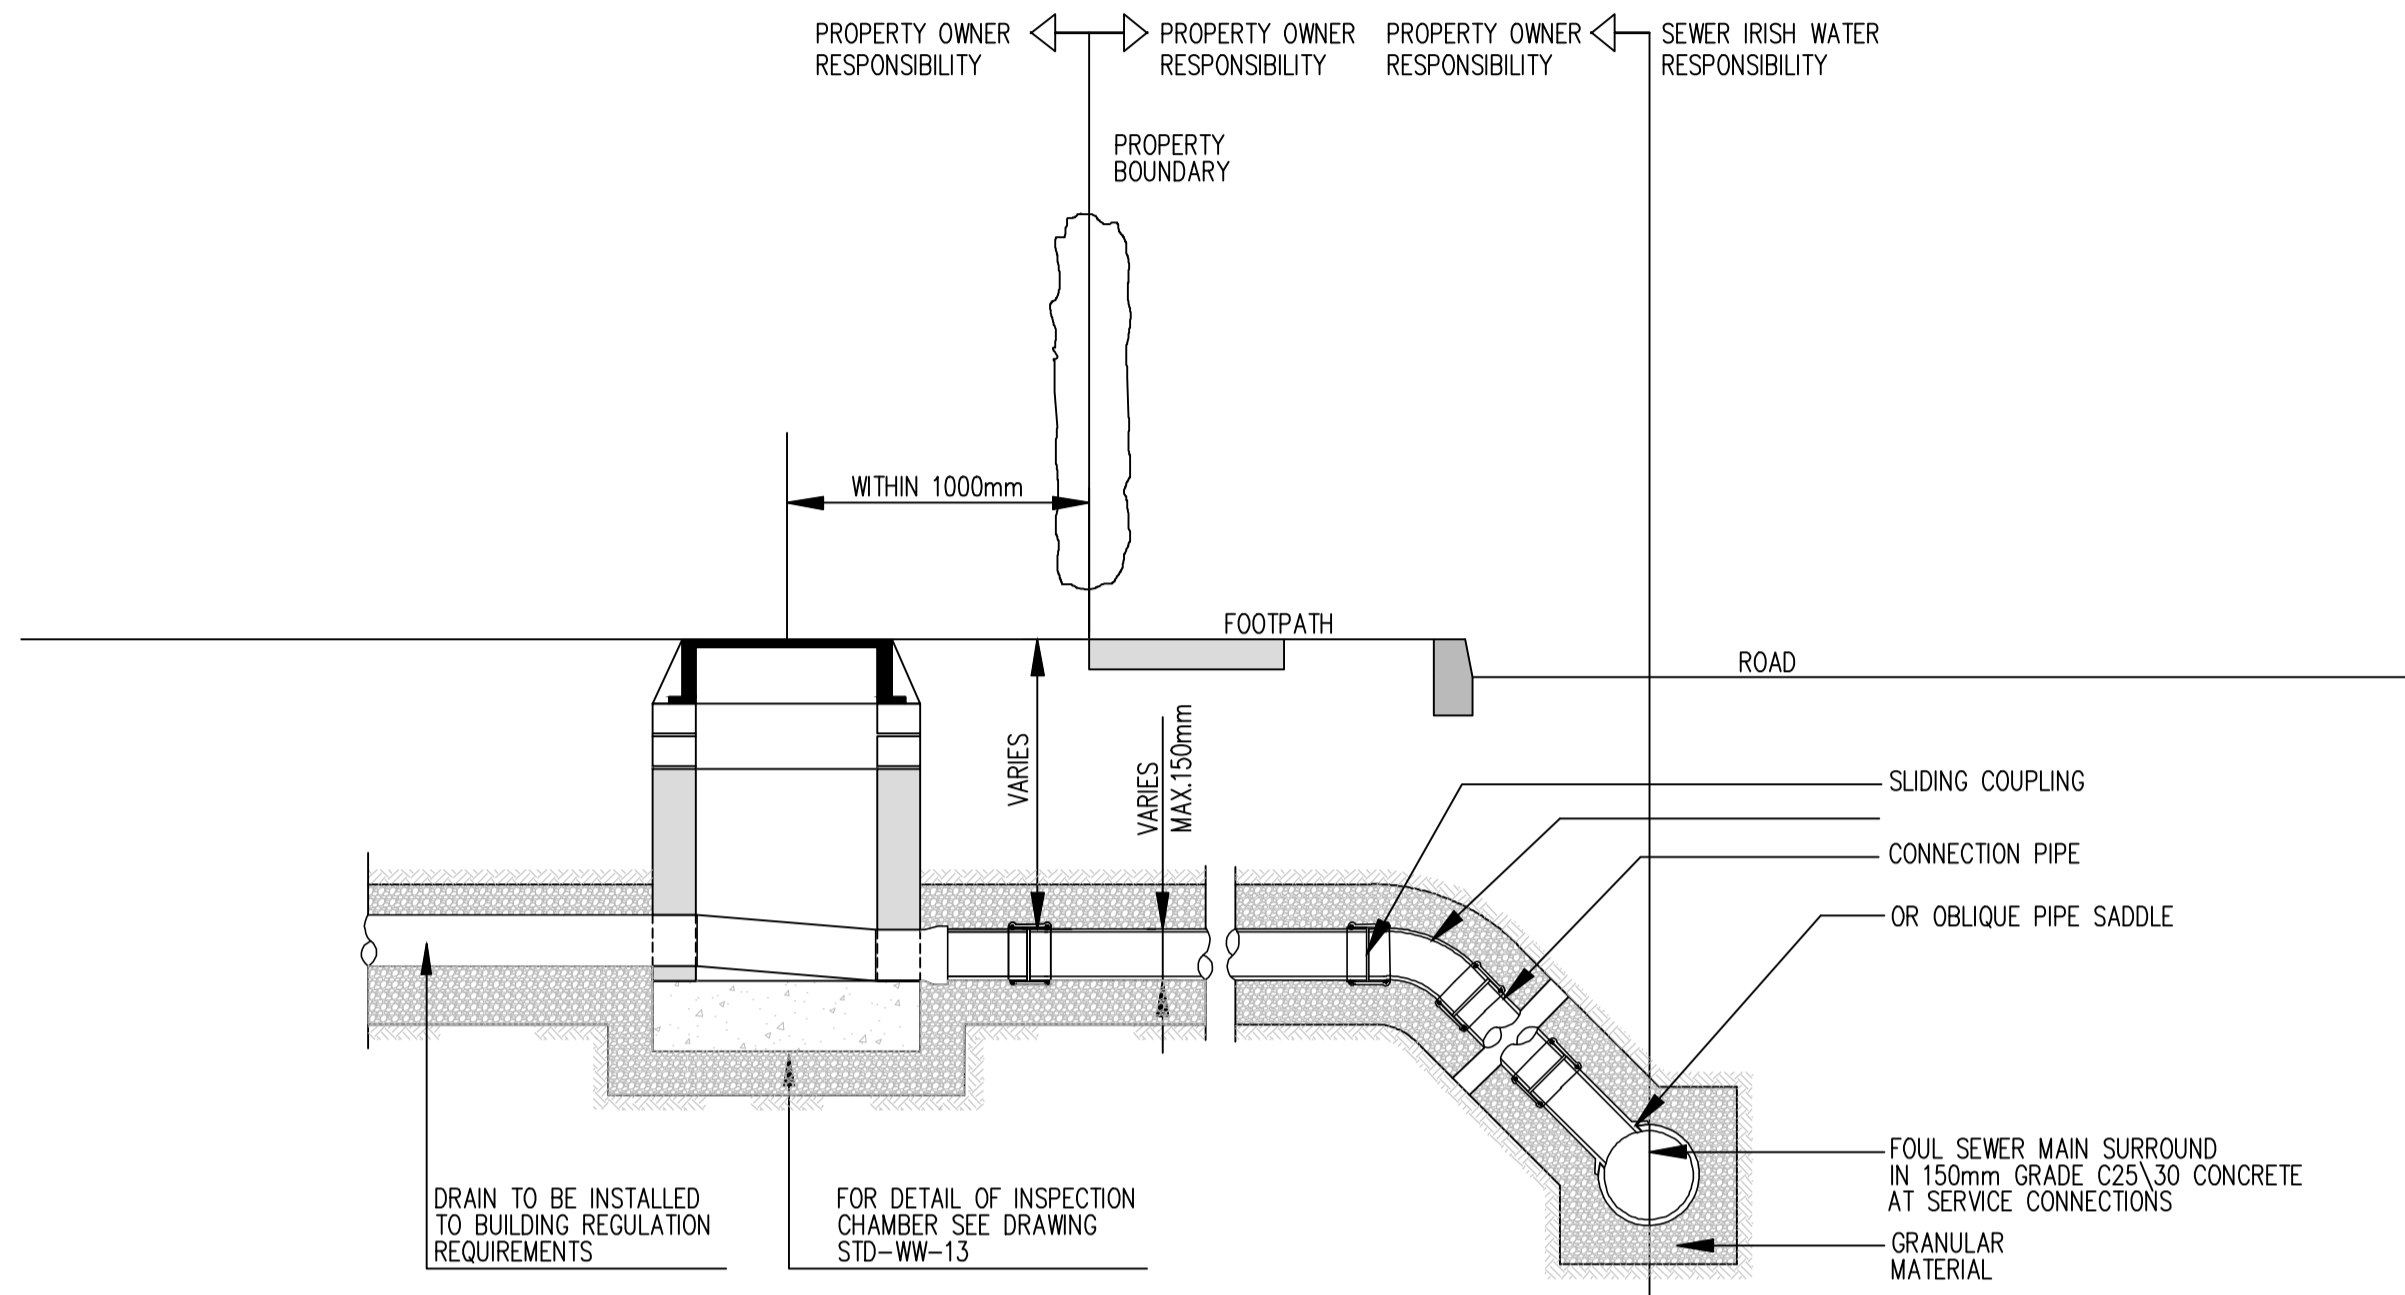 PROPERTY OWNER
RESPONSIBILITY
PROPERTY OWNER
RESPONSIBILITY
PROPERTY OWNER
RESPONSIBILITY
SEWER IRISH WATER
RESPONSIBILITY
PROPERTY
BOUNDARY
WITHIN 1000mm
FOOTPATH
ROAD
VARIES
VARIES
MAX.150mm
SLIDING COUPLING
CONNECTION PIPE
OR OBLIQUE PIPE SADDLE
FOUL SEWER MAIN SURROUND
IN 150mm GRADE C25\30 CONCRETE
AT SERVICE CONNECTIONS
GRANULAR
MATERIAL
DRAIN TO BE INSTALLED
TO BUILDING REGULATION
REQUIREMENTS
FOR DETAIL OF INSPECTION
CHAMBER SEE DRAWING
STD-WW-13